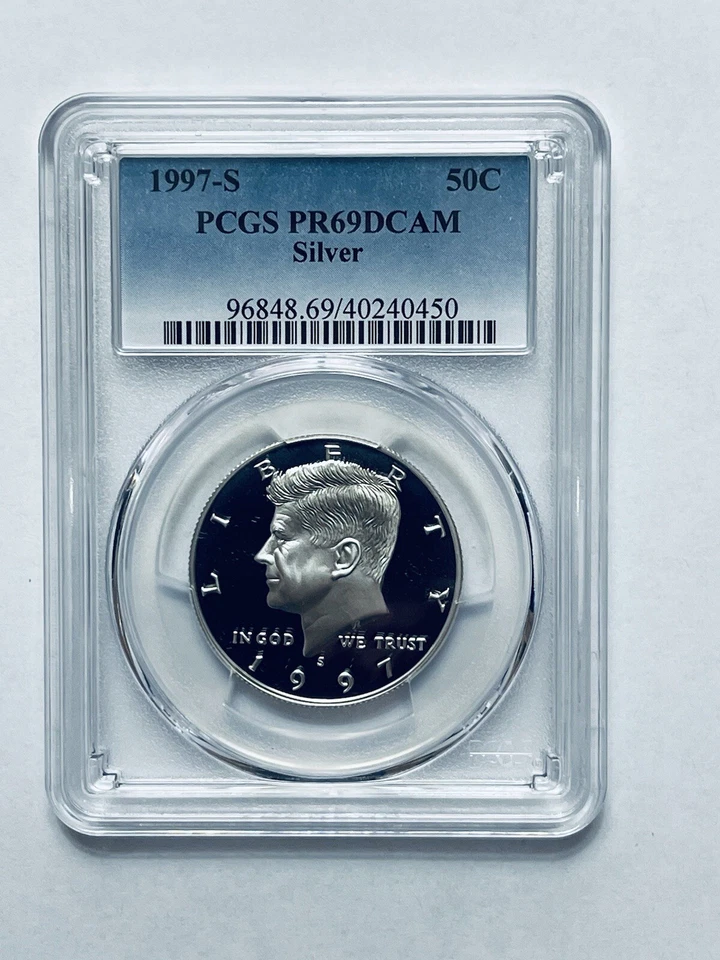 1997-S 50C
PCGS PR69DCAM
Silver
96848.69/40240450
LIBERTY
IN GOD WE TRUST
S
1997